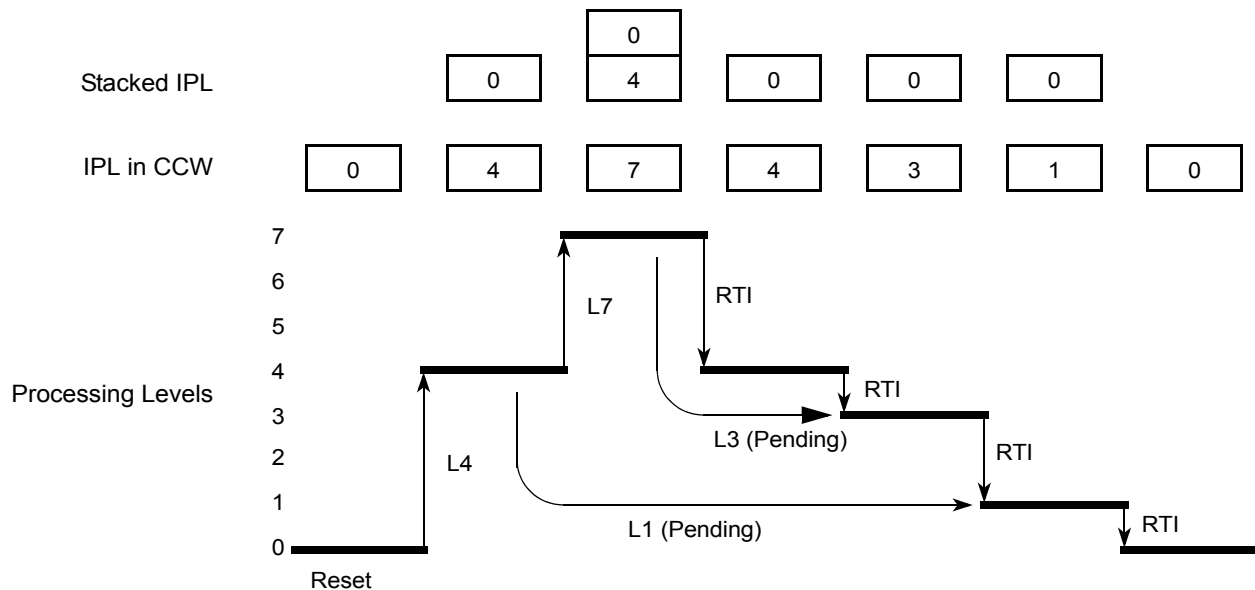 0
Stacked IPL 0 4 0 0 0
IPL in CCW 0 4 7 4 3 1 0
7
6
L7 RTI
5
4
Processing Levels RTI
3
L3 (Pending)
2 L4 RTI
1
L1 (Pending) RTI
0
Reset